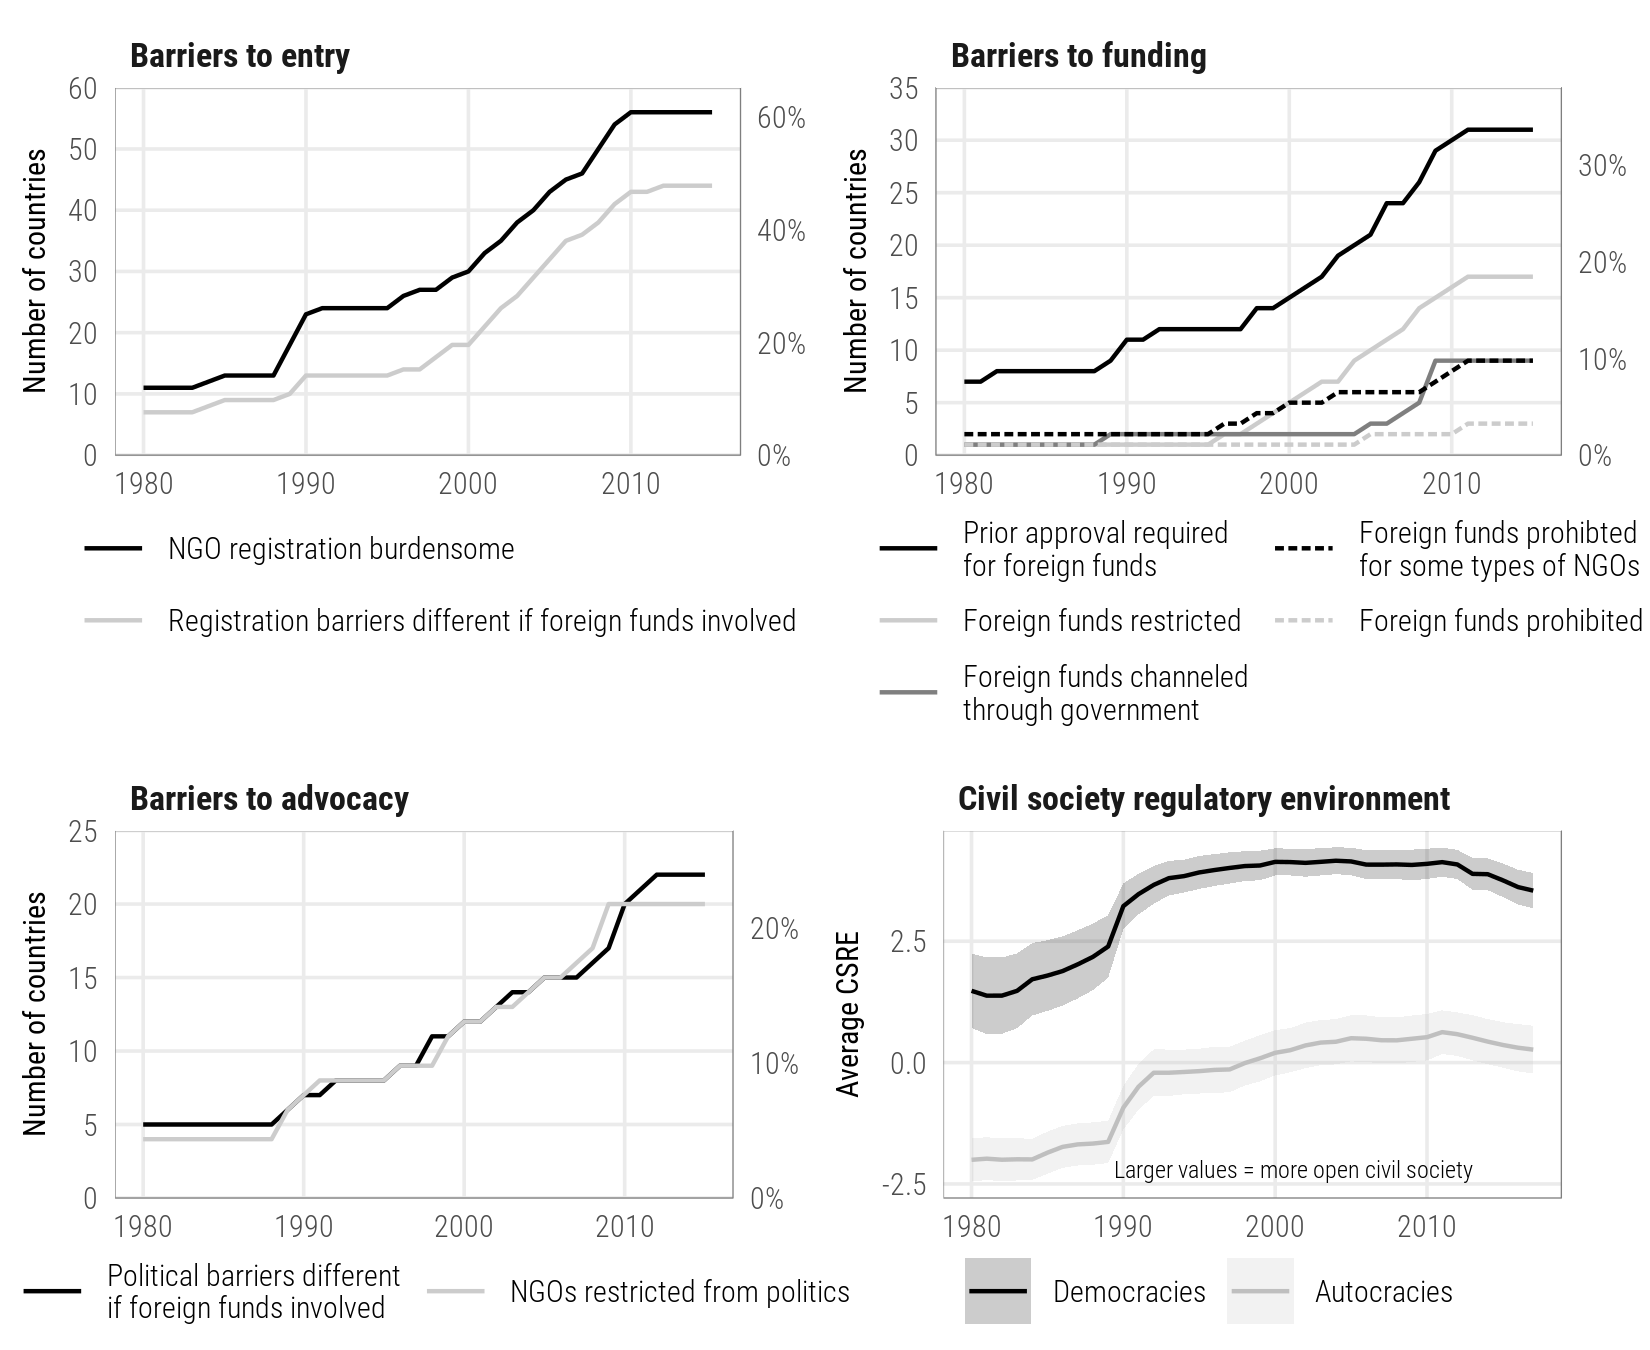 Barriers to entry
60
50
40
30
20
10
0
Number of countries
60%
40%
20%
0%
1980 1990 2000 2010
NGO registration burdensome
Registration barriers different if foreign funds involved
Barriers to funding
35
30
25
20
15
10
5
0
Number of countries
30%
20%
10%
0%
1980 1990 2000 2010
Prior approval required
for foreign funds
Foreign funds restricted
Foreign funds channeled
through government
Foreign funds prohibted
for some types of NGOs
Foreign funds prohibited
Barriers to advocacy
25
20
15
10
5
0
Number of countries
20%
10%
0%
1980 1990 2000 2010
Political barriers different
if foreign funds involved
NGOs restricted from politics
Civil society regulatory environment
2.5
0.0
-2.5
Average CSRE
Larger values = more open civil society
1980 1990 2000 2010
Democracies
Autocracies